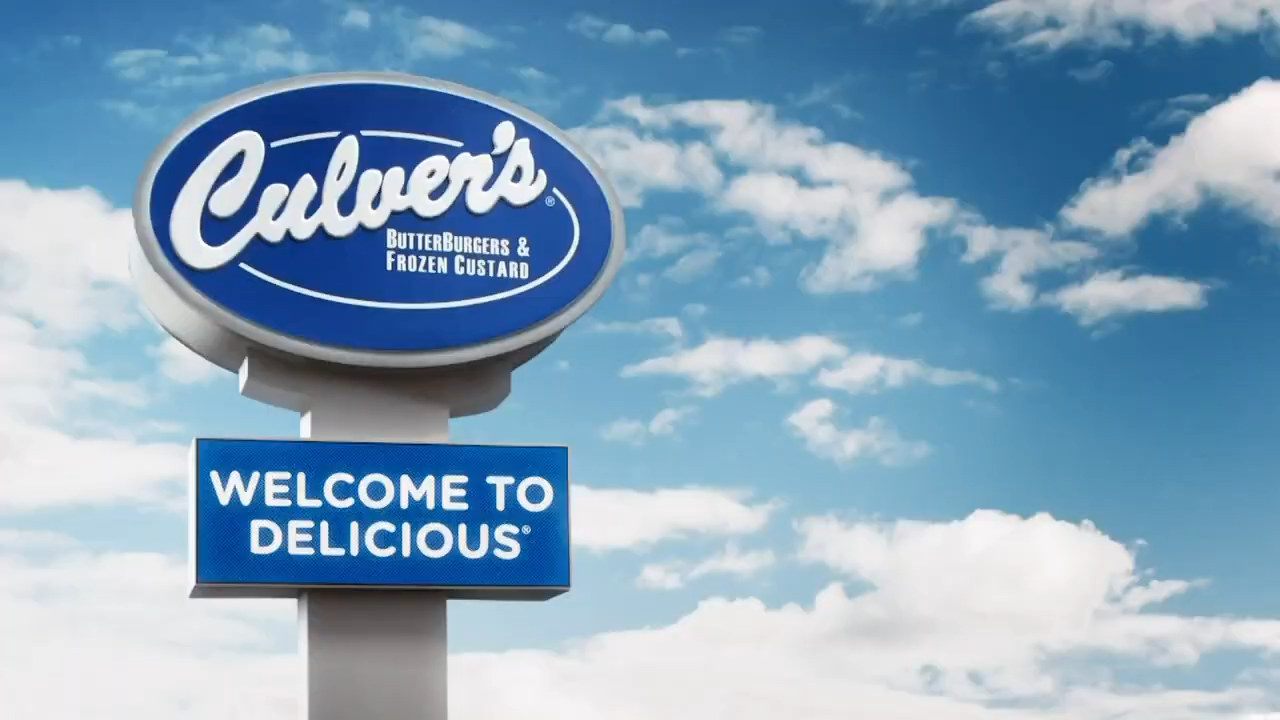 Culver's®
BUTTERBURGERS &
FROZEN CUSTARD
WELCOME TO
DELICIOUS®